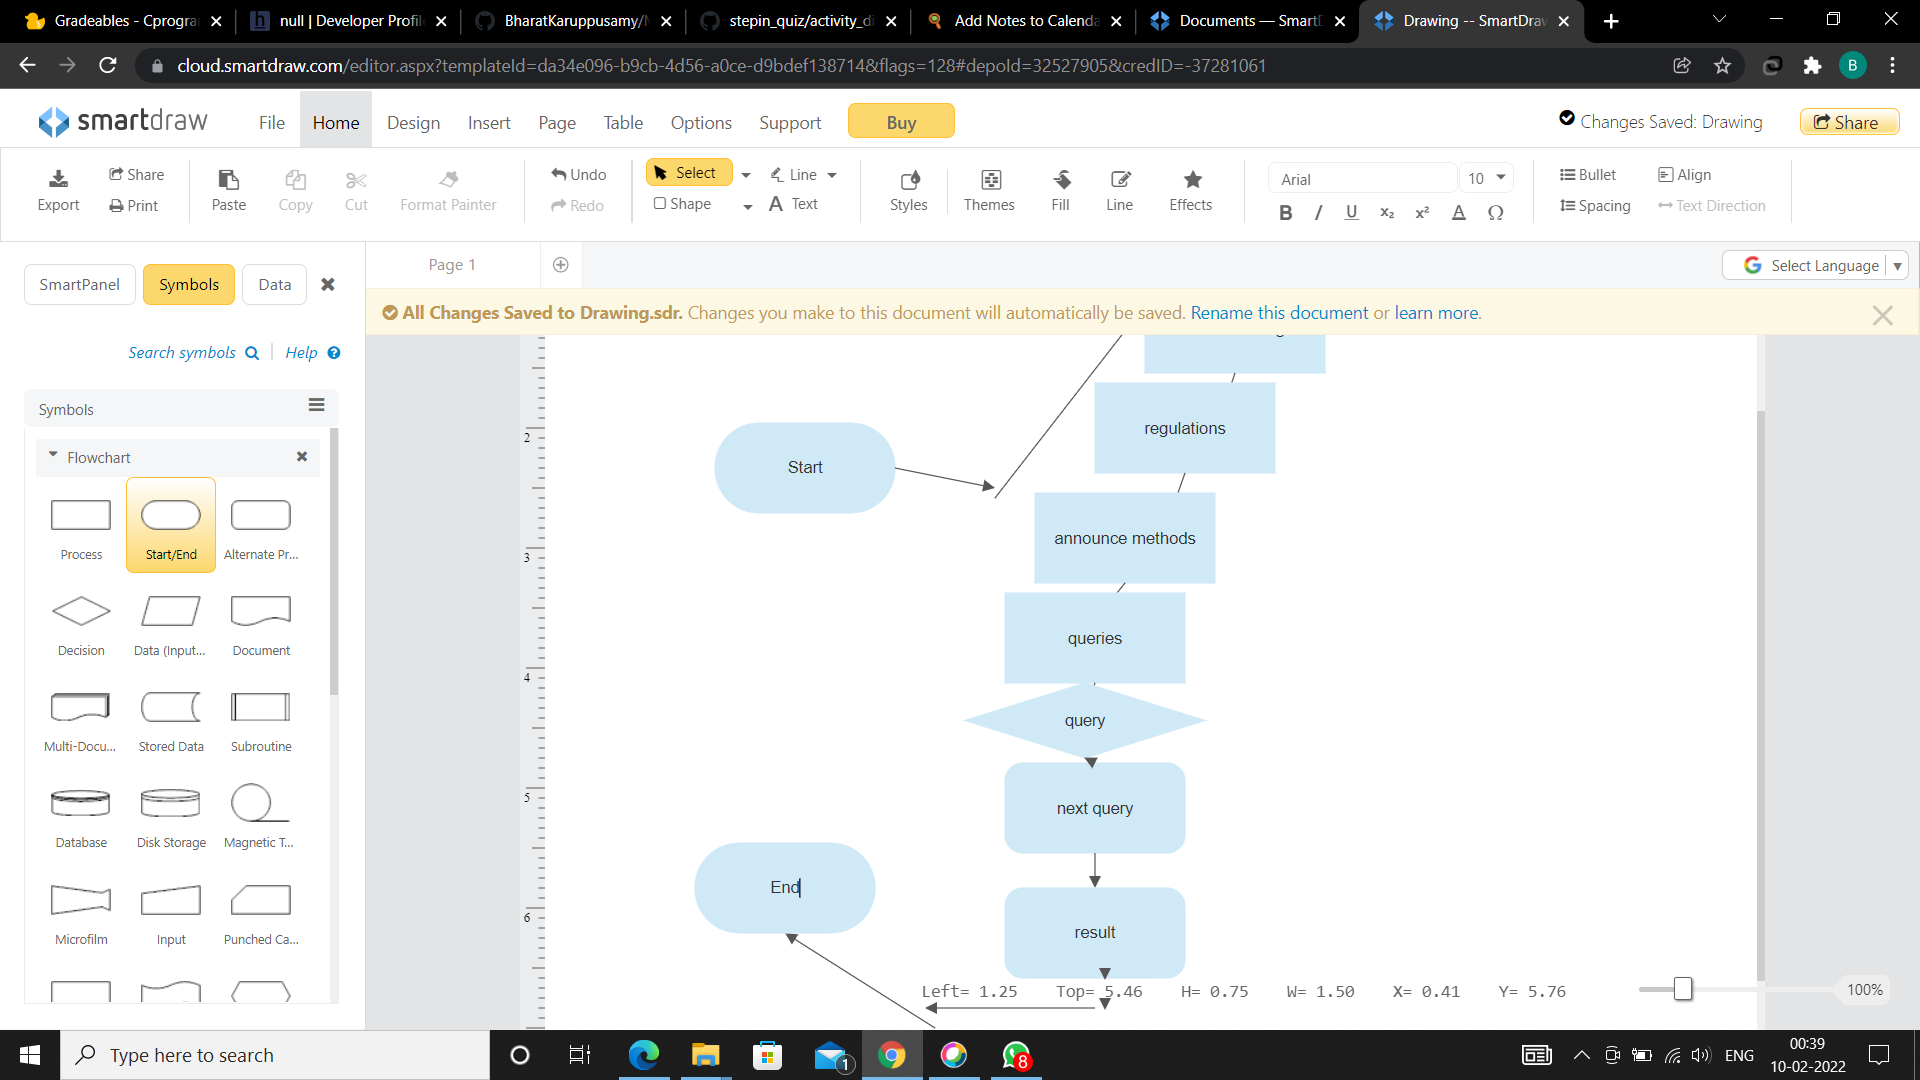 Gradeables - Cprogra
null | Developer Profil
BharatKaruppusamy/
stepin_quiz/activity_di
Add Notes to Calenda
Documents — SmartD
Drawing -- SmartDraw
cloud.smartdraw.com/editor.aspx?templateId=da34e096-b9cb-4d56-a0ce-d9bdef138714&flags=128#depoId=32527905&credID=-37281061
B
smartdraw
File Home Design Insert Page Table Options Support Buy
Changes Saved: Drawing
Share
Export
Share
Print
Paste
Copy
Cut
Format Painter
Undo
Redo
Select
Shape
Line
A Text
Styles
Themes
Fill
Line
Effects
Arial
10
B I U x₂ x² A Ω
Bullet
Spacing
Align
Text Direction
SmartPanel Symbols Data
Page 1
Select Language
All Changes Saved to Drawing.sdr. Changes you make to this document will automatically be saved. Rename this document or learn more.
Search symbols
Help
Symbols
Flowchart
Process Start/End Alternate Pr...
Decision Data (Input... Document
Multi-Docu... Stored Data Subroutine
Database Disk Storage Magnetic T...
Microfilm Input Punched Ca...
2
3
4
5
6
regulations
Start
announce methods
queries
query
next query
End
result
Left= 1.25 Top= 5.46 H= 0.75 W= 1.50 X= 0.41 Y= 5.76
100%
Type here to search
1
8
ENG
00:39
10-02-2022